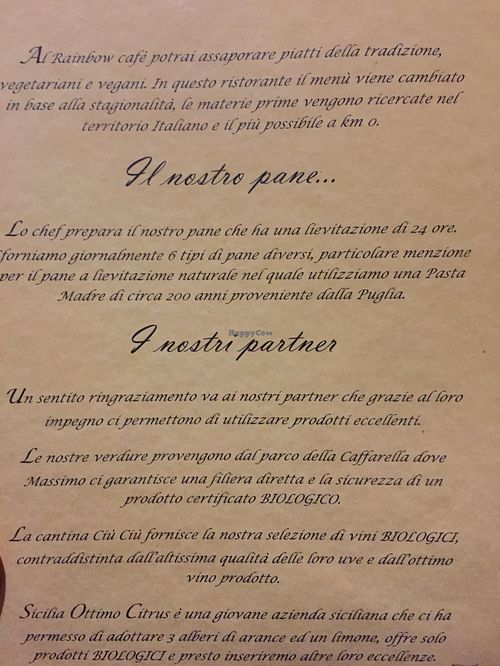 Al Rainbow cafè potrai assaporare piatti della tradizione,
vegetariani e vegani. In questo ristorante il menù viene cambiato
in base alla stagionalità, le materie prime vengono ricercate nel
territorio Italiano e il più possibile a km 0.
Il nostro pane...
Lo chef prepara il nostro pane che ha una lievitazione di 24 ore.
Sforniamo giornalmente 6 tipi di pane diversi, particolare menzione
per il pane a lievitazione naturale nel quale utilizziamo una Pasta
Madre di circa 200 anni proveniente dalla Puglia.
HappyCow
I nostri partner
Un sentito ringraziamento va ai nostri partner che grazie al loro
impegno ci permettono di utilizzare prodotti eccellenti.
Le nostre verdure provengono dal parco della Caffarella dove
Massimo ci garantisce una filiera diretta e la sicurezza di un
prodotto certificato BIOLOGICO.
La cantina Ciù Ciù fornisce la nostra selezione di vini BIOLOGICI,
contraddistinta dall'altissima qualità delle loro uve e dall'ottimo
vino prodotto.
Sicilia Ottimo Citrus è una giovane azienda siciliana che ci ha
permesso di adottare 3 alberi di arance ed un limone, offre solo
prodotti BIOLOGICI e presto inseriremo altre loro eccellenze.